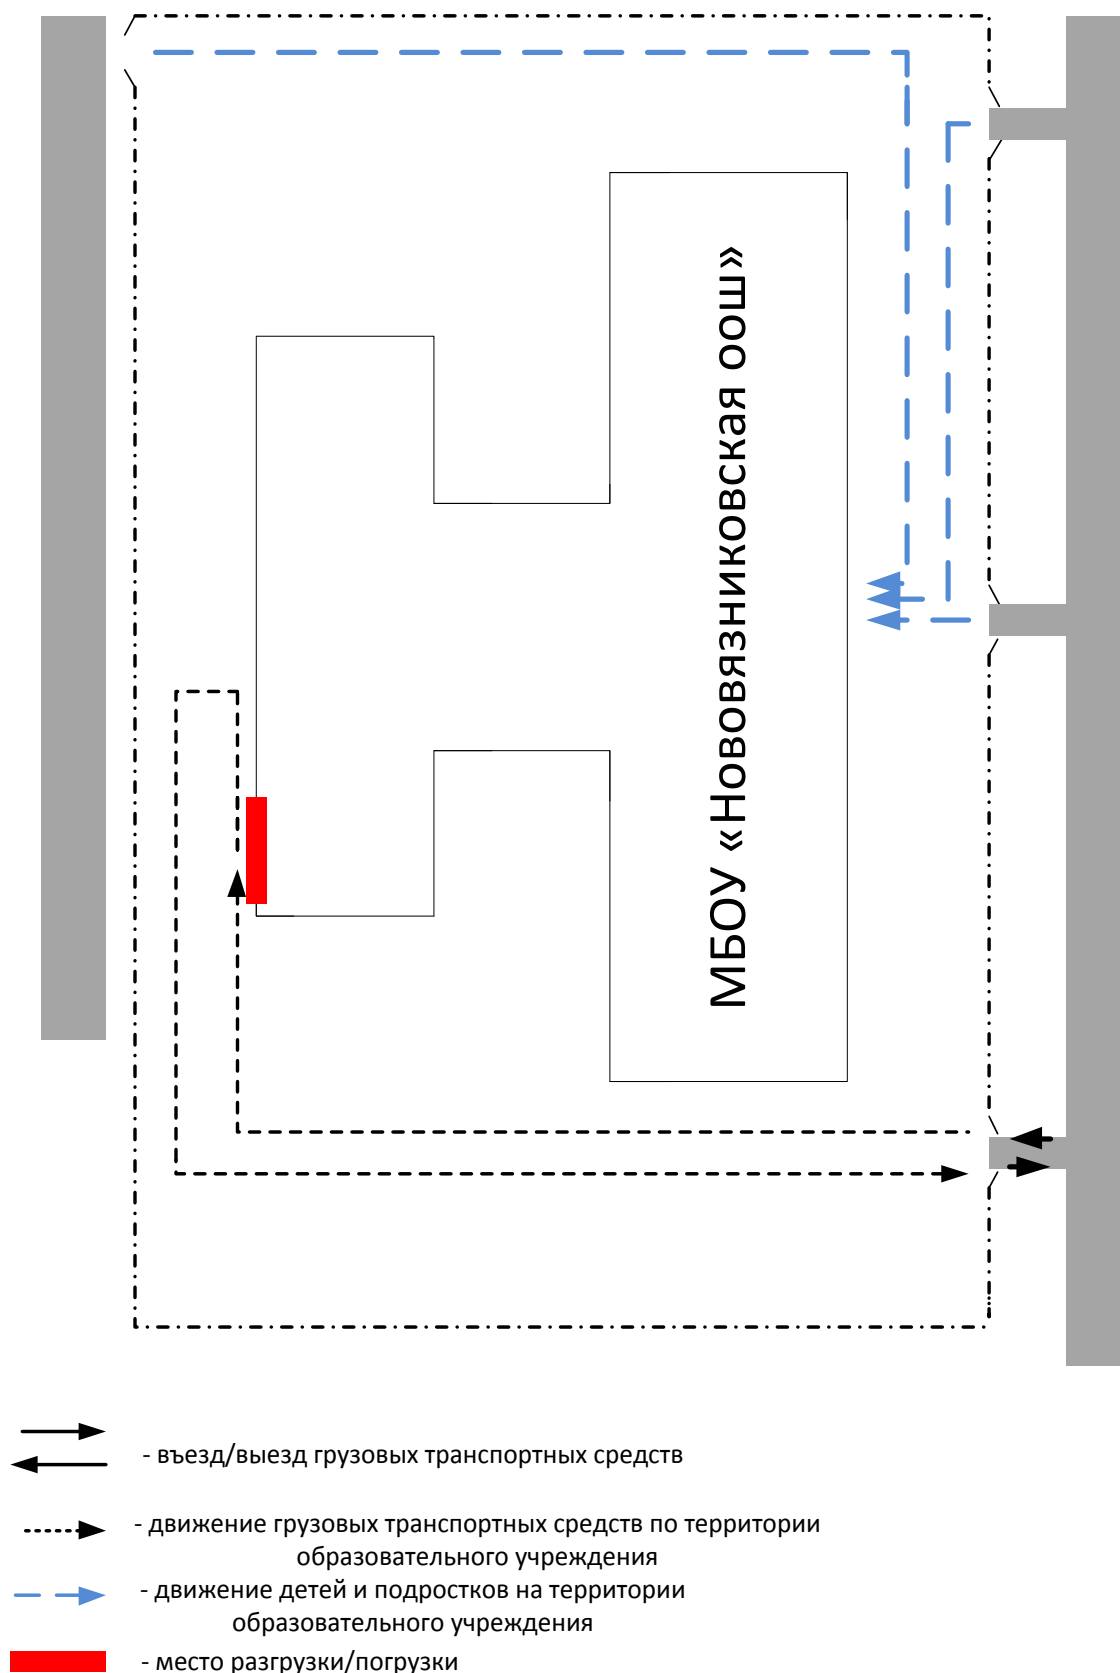 МБОУ «Нововязниковская оош»
- въезд/выезд грузовых транспортных средств
- движение грузовых транспортных средств по территории
образовательного учреждения
- движение детей и подростков на территории
образовательного учреждения
- место разгрузки/погрузки